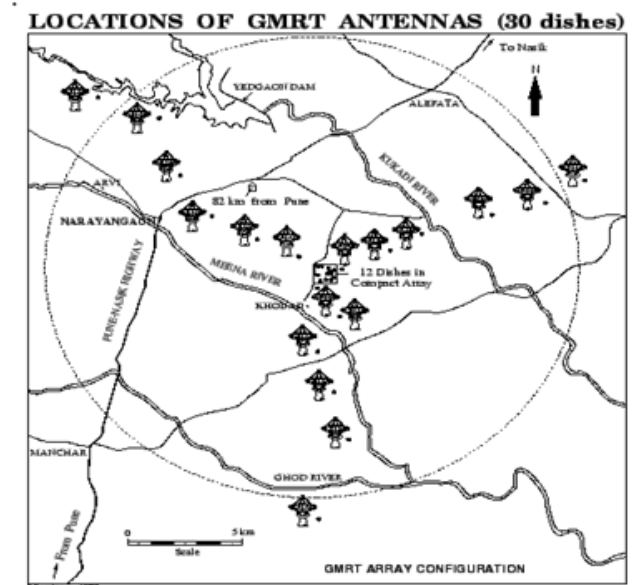 LOCATIONS OF GMRT ANTENNAS (30 dishes)
To Nasik
N
YEDGAON DAM
ALEFATA
KUKADI RIVER
ARVI
82 km from Pune
NARAYANGAON
MEENA RIVER
12 Dishes in
Compact Array
PUNE-NASIK HIGHWAY
KHODAD
MANCHAR
GHOD RIVER
From Pune
0 5 km
Scale
GMRT ARRAY CONFIGURATION